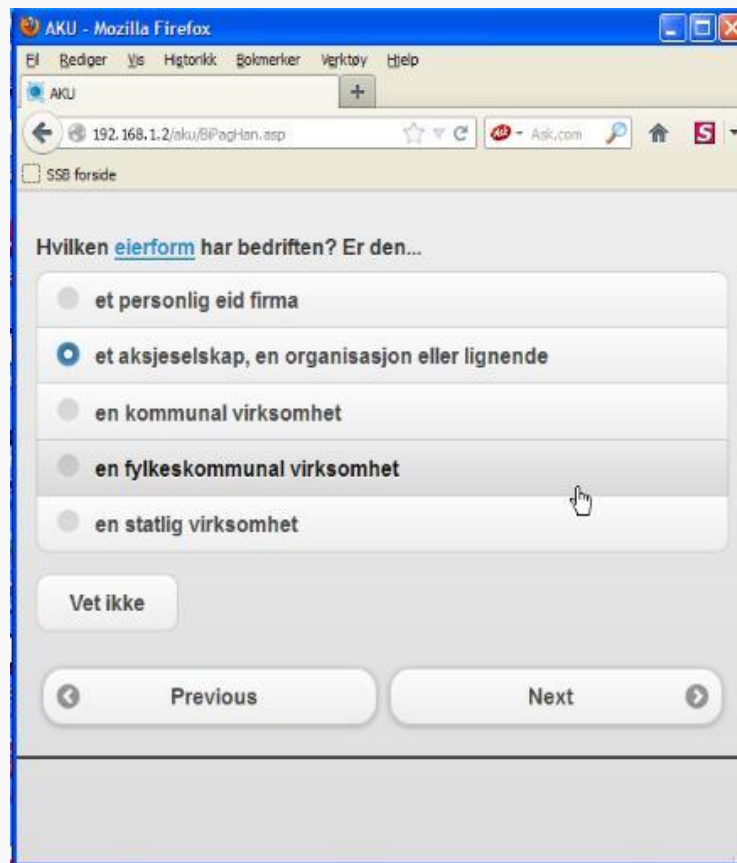 AKU - Mozilla Firefox
Fil Rediger Vis Historikk Bokmerker Verktøy Hjelp
AKU
192.168.1.2/aku/BiPagHan.asp
Ask.com
S
SSB forside
Hvilken eierform har bedriften? Er den...
et personlig eid firma
et aksjeselskap, en organisasjon eller lignende
en kommunal virksomhet
en fylkeskommunal virksomhet
en statlig virksomhet
Vet ikke
Previous Next